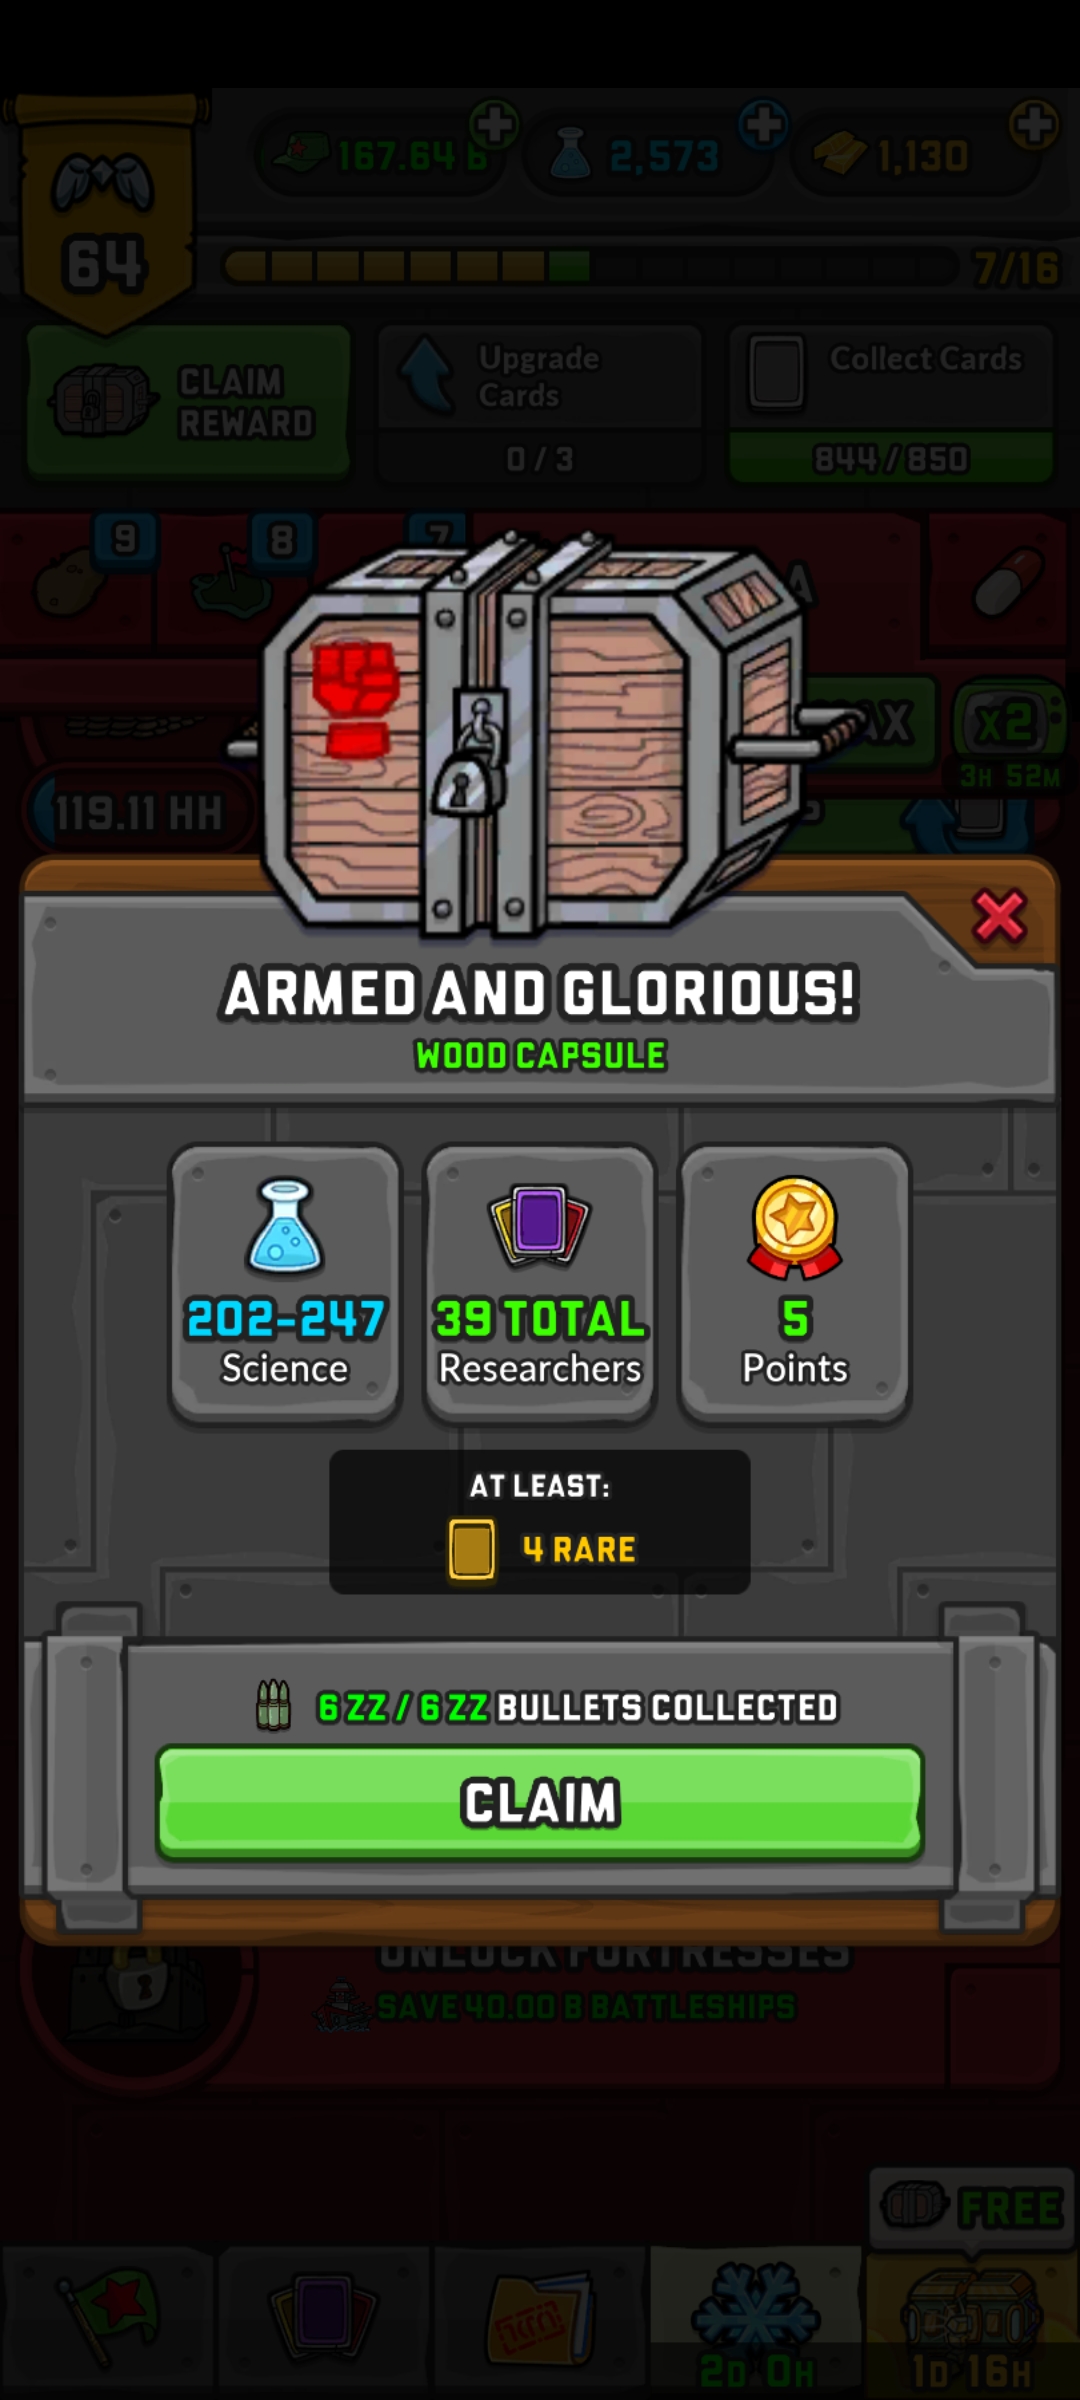 167.64 B
2,573
1,130
64
7/16
CLAIM
REWARD
Upgrade
Cards
0 / 3
Collect Cards
844 / 850
9
8
7
X2
3H 52M
119.11 HH
ARMED AND GLORIOUS!
WOOD CAPSULE
202-247
Science
39 TOTAL
Researchers
5
Points
AT LEAST:
4 RARE
6 ZZ / 6 ZZ BULLETS COLLECTED
CLAIM
UNLOCK FORTRESSES
SAVE 40.00 B BATTLESHIPS
FREE
2D 0H
1D 16H